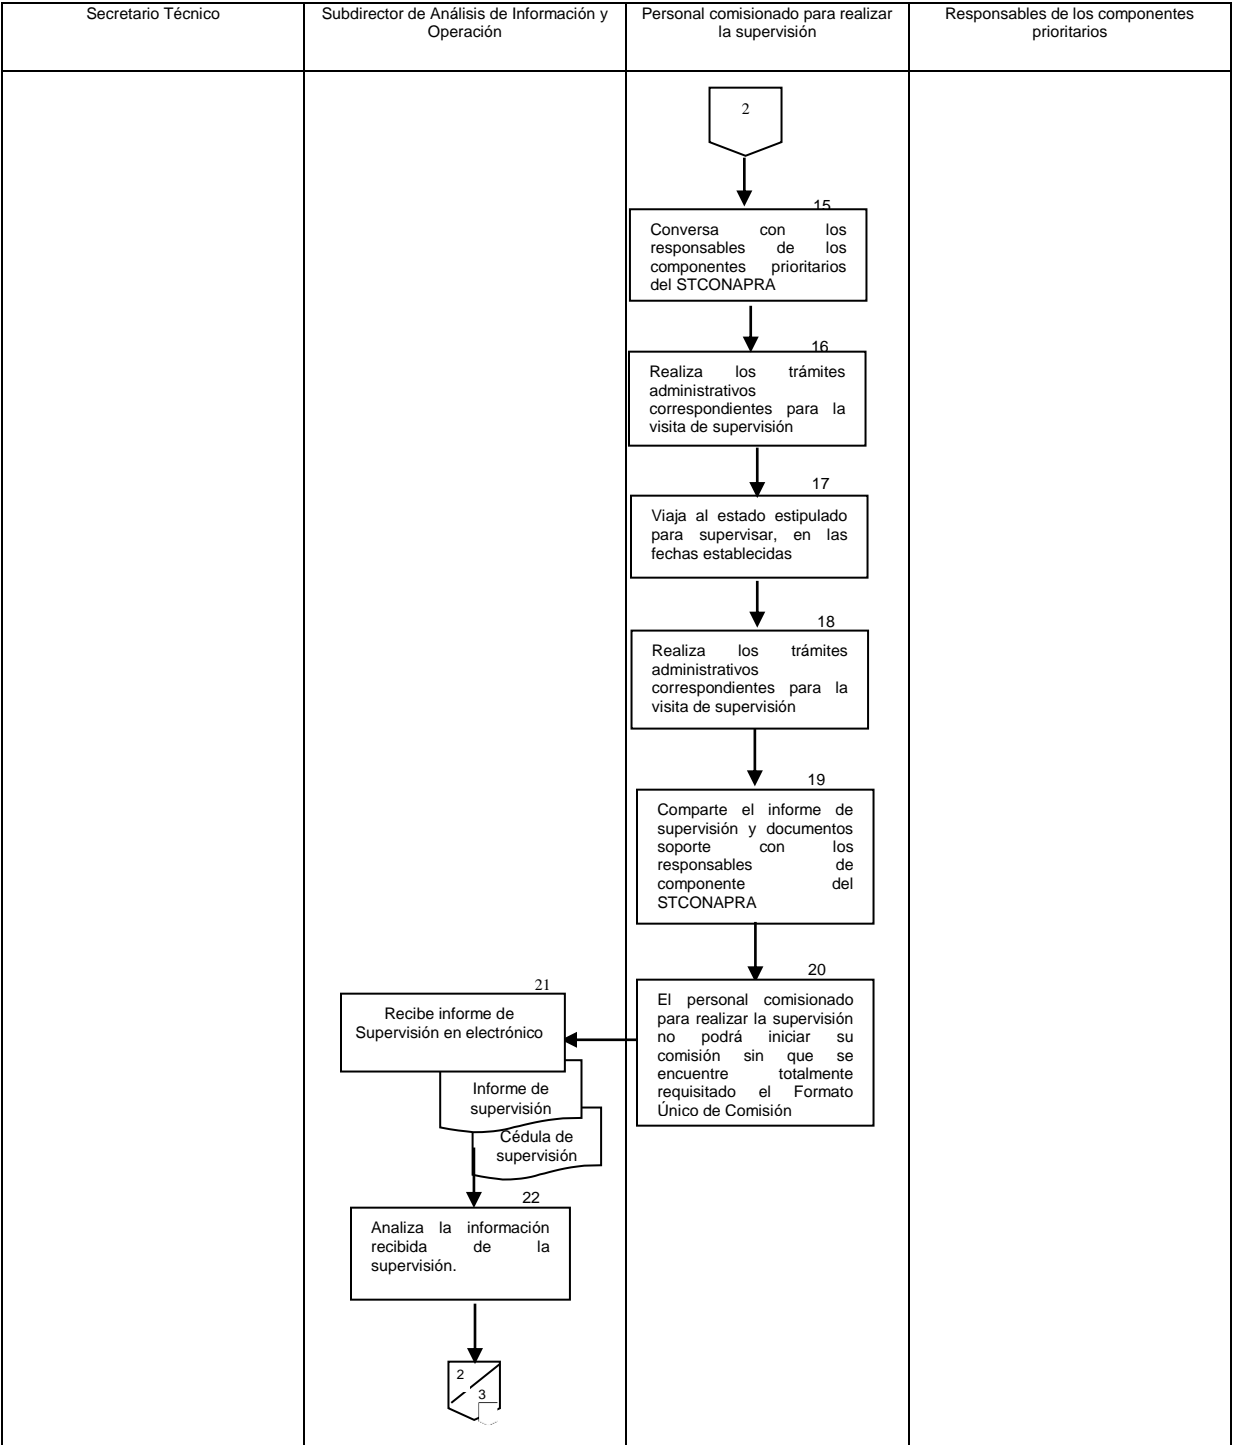 Secretario Técnico
Subdirector de Análisis de Información y
Operación
Personal comisionado para realizar
la supervisión
Responsables de los componentes
prioritarios
2
15
Conversa con los
responsables de los
componentes prioritarios
del STCONAPRA
16
Realiza los trámites
administrativos
correspondientes para la
visita de supervisión
17
Viaja al estado estipulado
para supervisar, en las
fechas establecidas
18
Realiza los trámites
administrativos
correspondientes para la
visita de supervisión
19
Comparte el informe de
supervisión y documentos
soporte con los
responsables de
componente del
STCONAPRA
20
El personal comisionado
para realizar la supervisión
no podrá iniciar su
comisión sin que se
encuentre totalmente
requisitado el Formato
Único de Comisión
21
Recibe informe de
Supervisión en electrónico
Informe de
supervisión
Cédula de
supervisión
22
Analiza la información
recibida de la
supervisión.
2
3